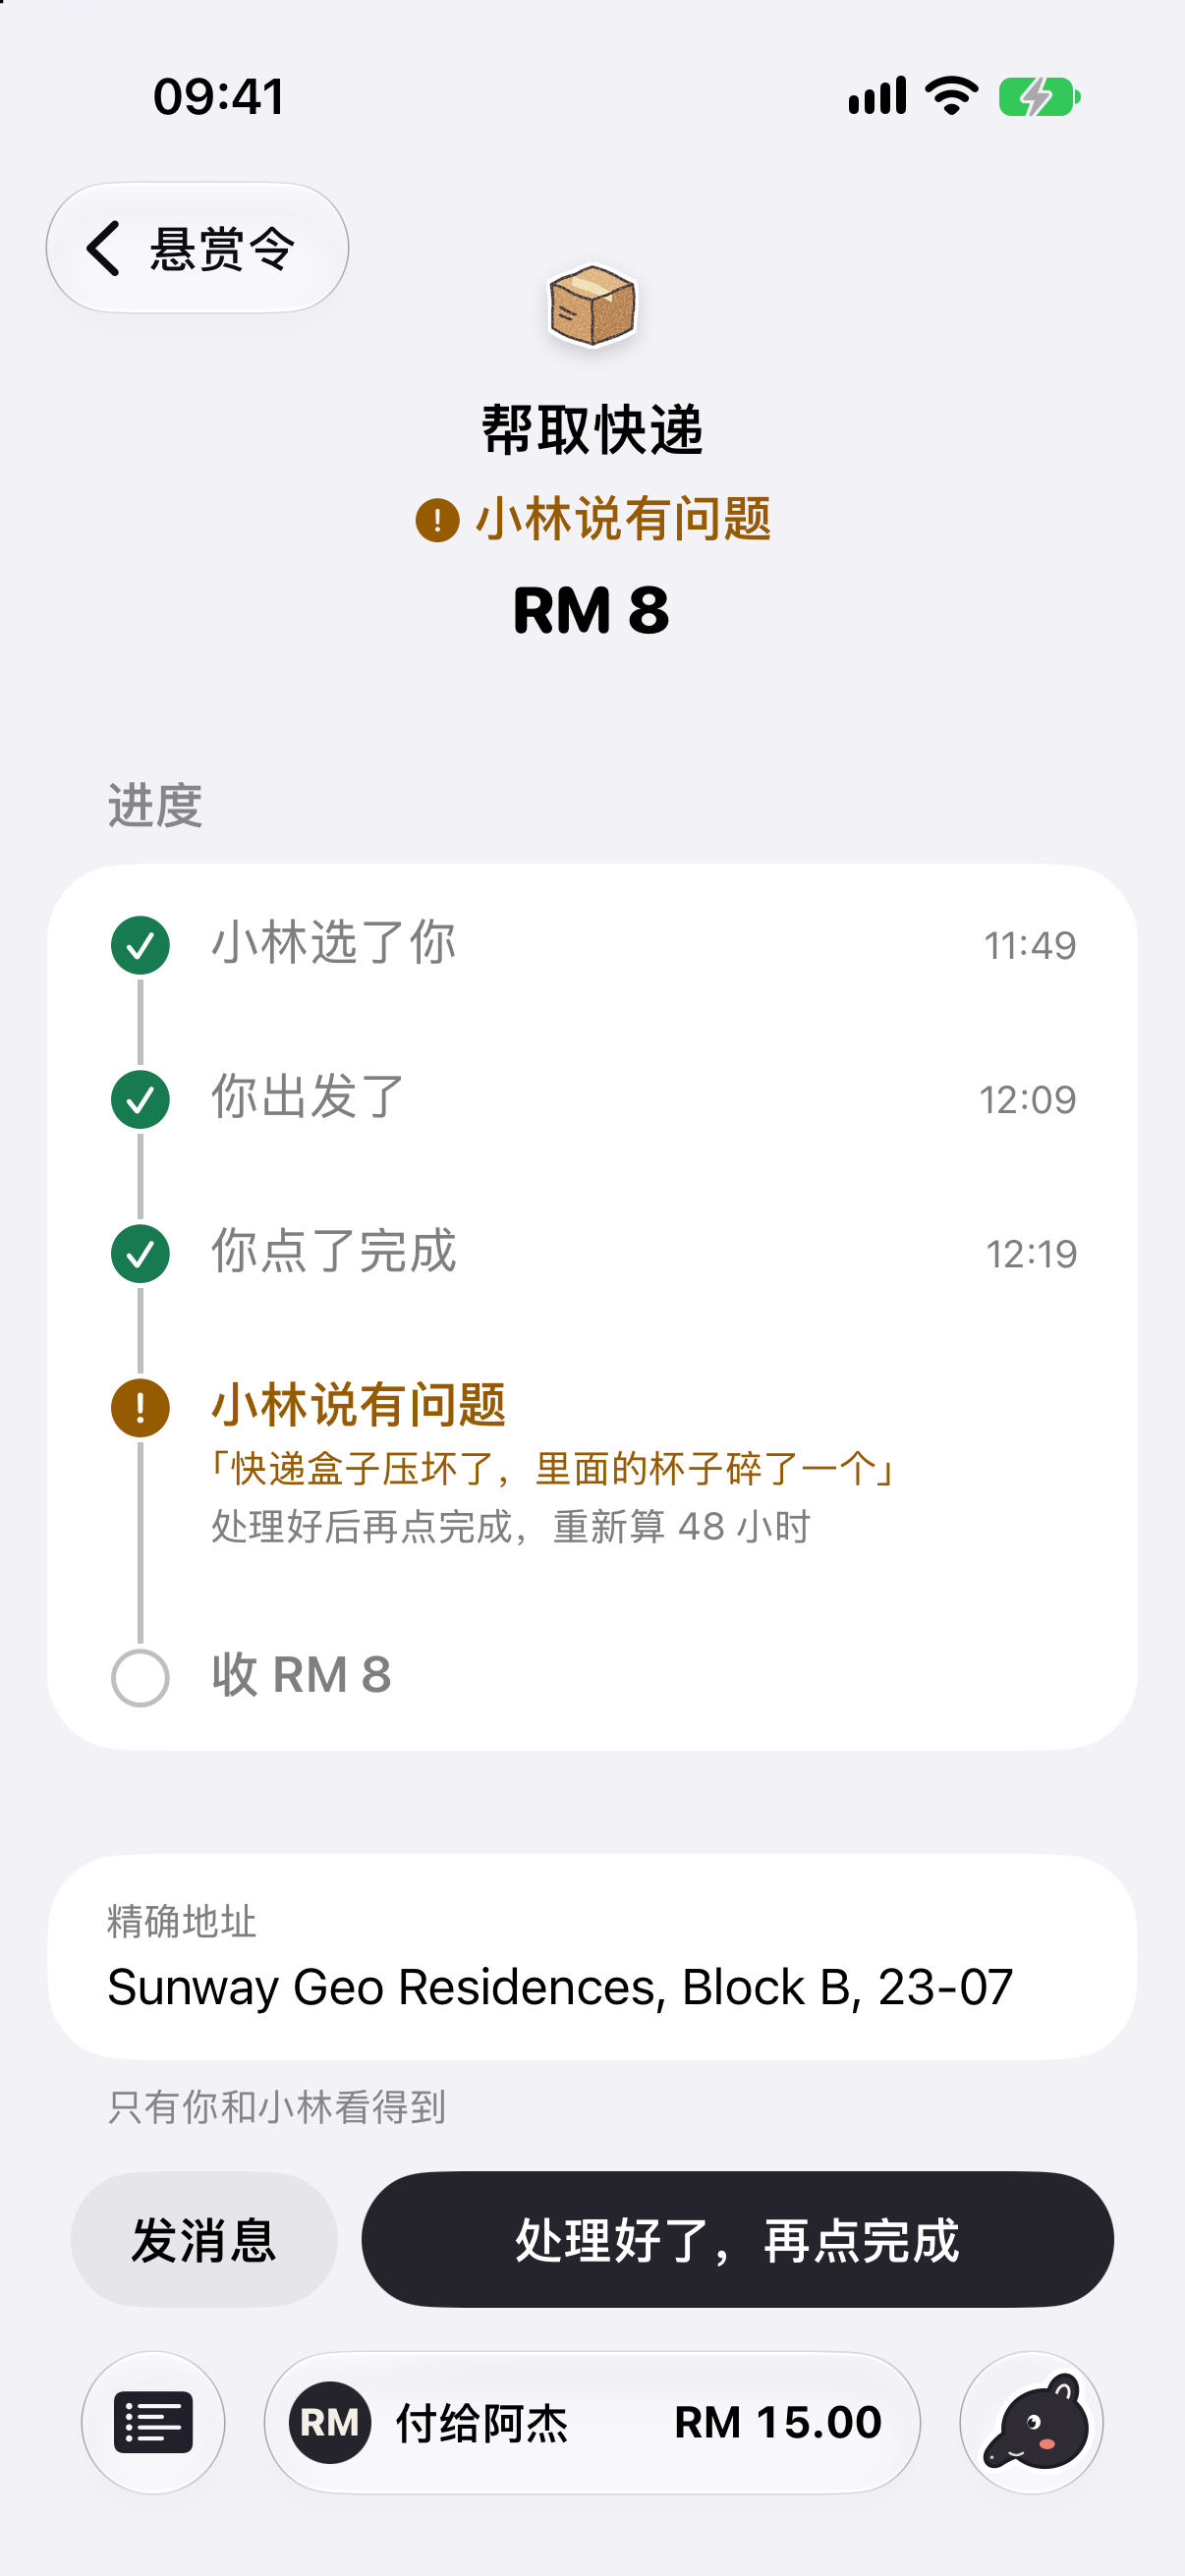 09:41
悬赏令
帮取快递
小林说有问题
RM 8
进度
小林选了你 11:49
你出发了 12:09
你点了完成 12:19
小林说有问题
「快递盒子压坏了，里面的杯子碎了一个」
处理好后再点完成，重新算 48 小时
收 RM 8
精确地址
Sunway Geo Residences, Block B, 23-07
只有你和小林看得到
发消息 处理好了，再点完成
RM 付给阿杰 RM 15.00